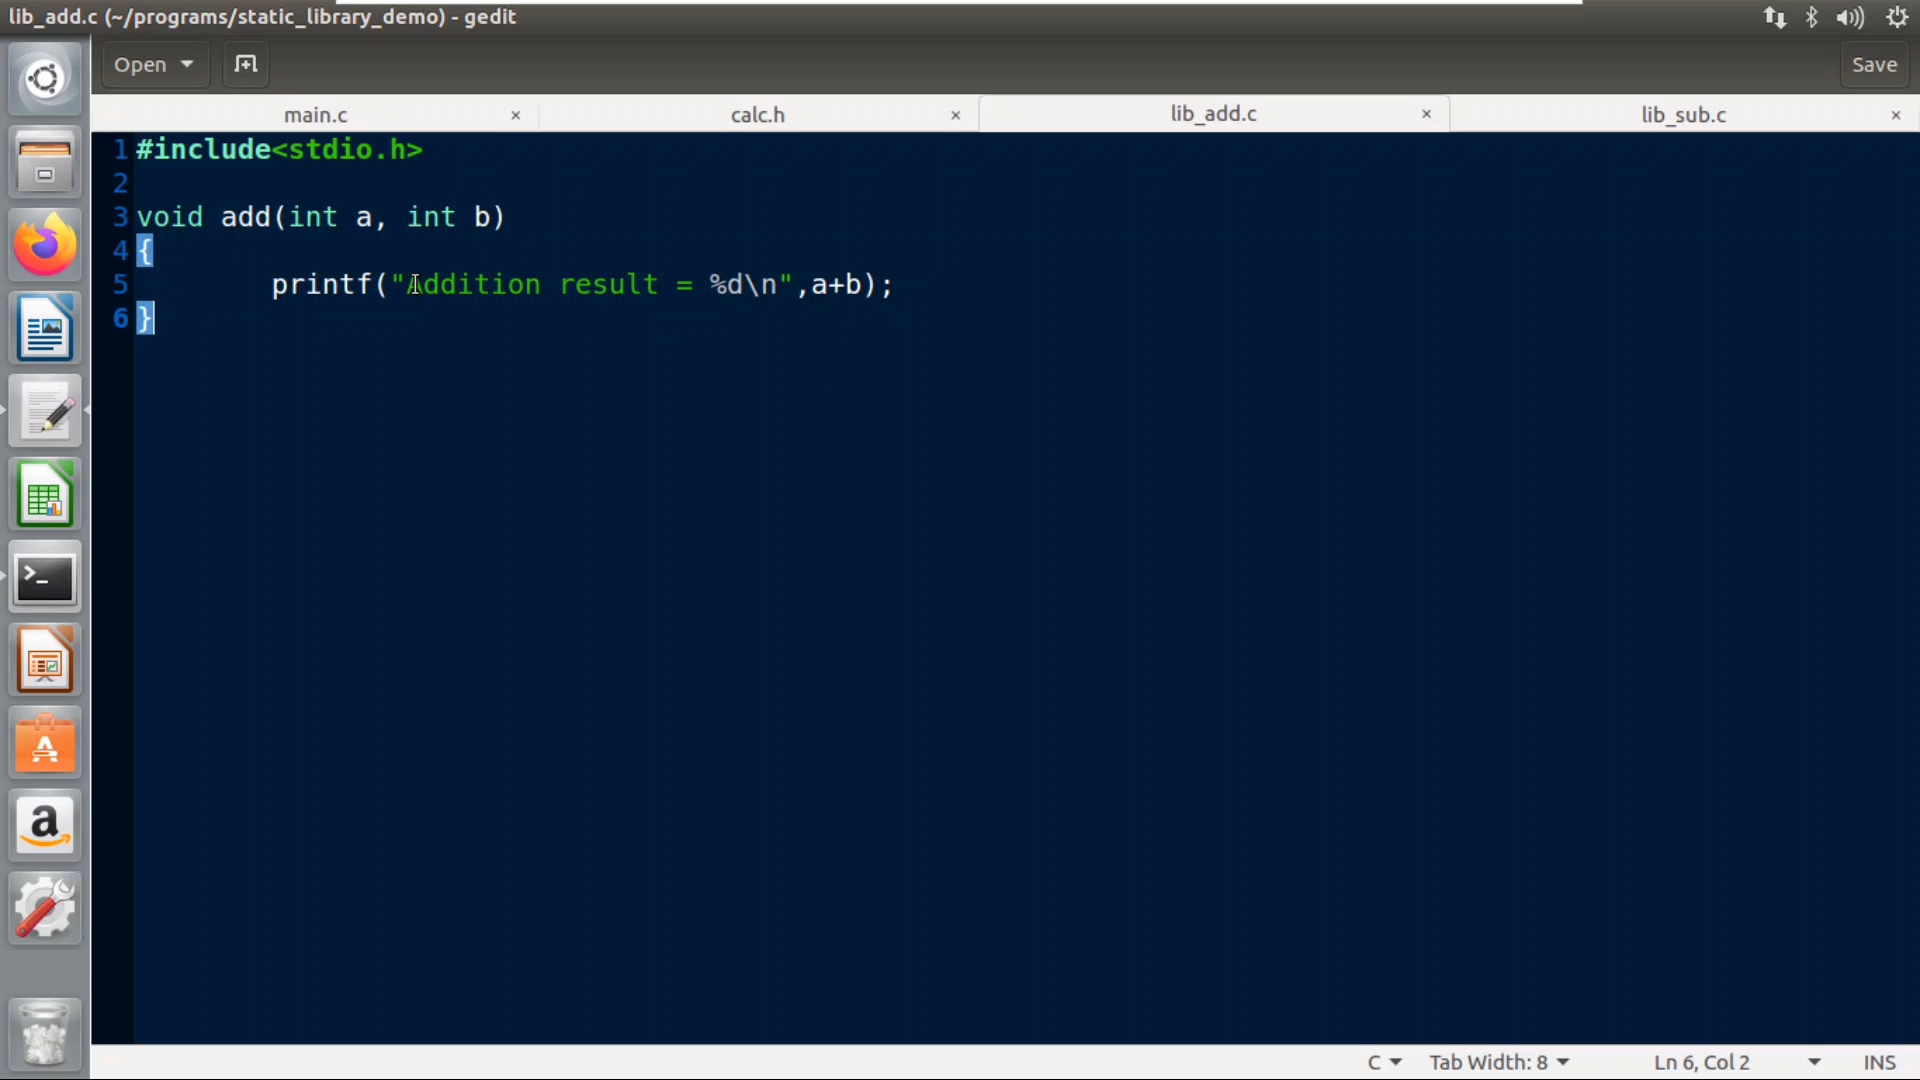 lib_add.c (~/programs/static_library_demo) - gedit
Open
Save
main.c
calc.h
lib_add.c
lib_sub.c
1 #include<stdio.h>
2
3 void add(int a, int b)
4 {
5 printf("Addition result = %d\n",a+b);
6 }
C
Tab Width: 8
Ln 6, Col 2
INS